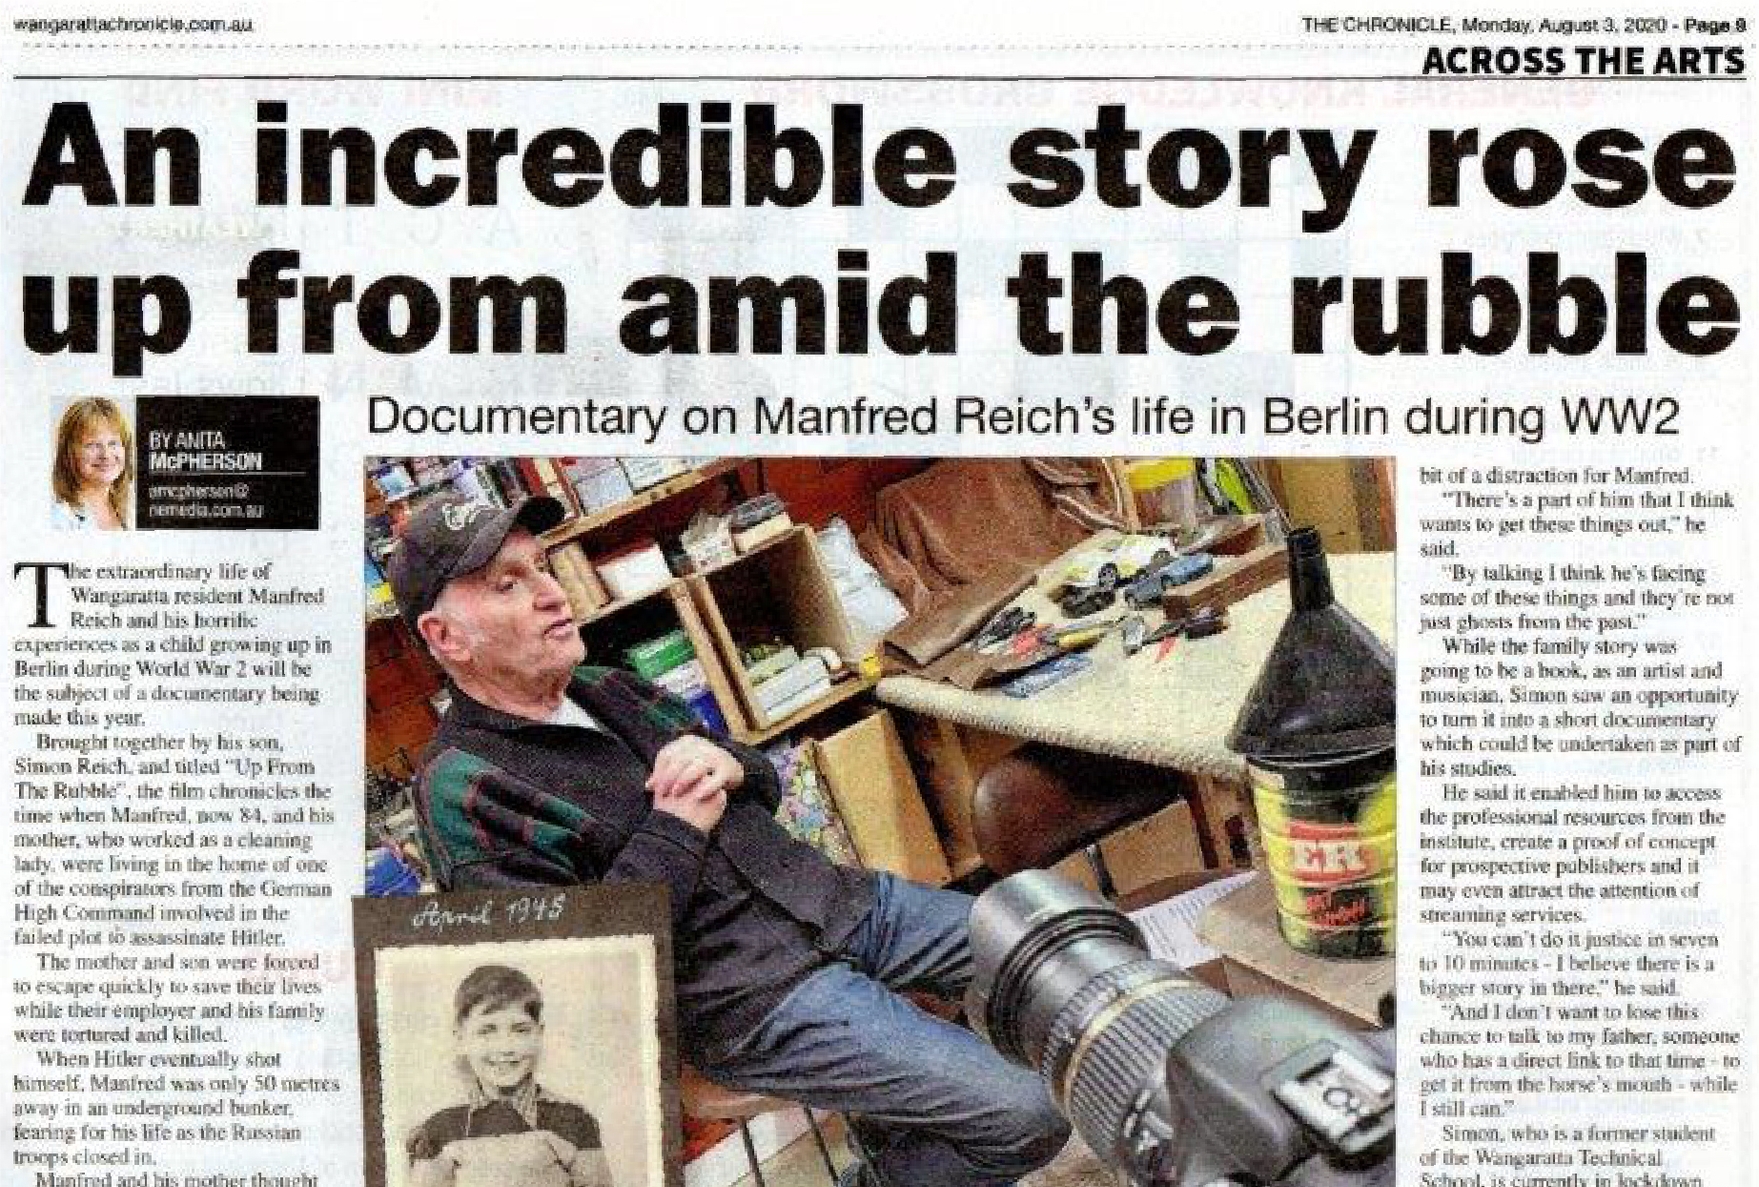 wangarattachronicle.com.au
THE CHRONICLE, Monday, August 3, 2020 - Page 9
ACROSS THE ARTS
An incredible story rose
up from amid the rubble
BY ANITA
McPHERSON
amcpherson@
nemedia.com.au
Documentary on Manfred Reich's life in Berlin during WW2
The extraordinary life of
Wangaratta resident Manfred
Reich and his horrific
experiences as a child growing up in
Berlin during World War 2 will be
the subject of a documentary being
made this year.
Brought together by his son,
Simon Reich, and titled "Up From
The Rubble", the film chronicles the
time when Manfred, now 84, and his
mother, who worked as a cleaning
lady, were living in the home of one
of the conspirators from the German
High Command involved in the
failed plot to assassinate Hitler.
The mother and son were forced
to escape quickly to save their lives
while their employer and his family
were tortured and killed.
When Hitler eventually shot
himself, Manfred was only 50 metres
away in an underground bunker,
fearing for his life as the Russian
troops closed in.
Manfred and his mother thought
April 1948
bit of a distraction for Manfred.
"There's a part of him that I think
wants to get these things out," he
said.
"By talking I think he's facing
some of these things and they're not
just ghosts from the past."
While the family story was
going to be a book, as an artist and
musician, Simon saw an opportunity
to turn it into a short documentary
which could be undertaken as part of
his studies.
He said it enabled him to access
the professional resources from the
institute, create a proof of concept
for prospective publishers and it
may even attract the attention of
streaming services.
"You can't do it justice in seven
to 10 minutes - I believe there is a
bigger story in there," he said.
"And I don't want to lose this
chance to talk to my father, someone
who has a direct link to that time - to
get it from the horse's mouth - while
I still can."
Simon, who is a former student
of the Wangaratta Technical
School, is currently in lockdown